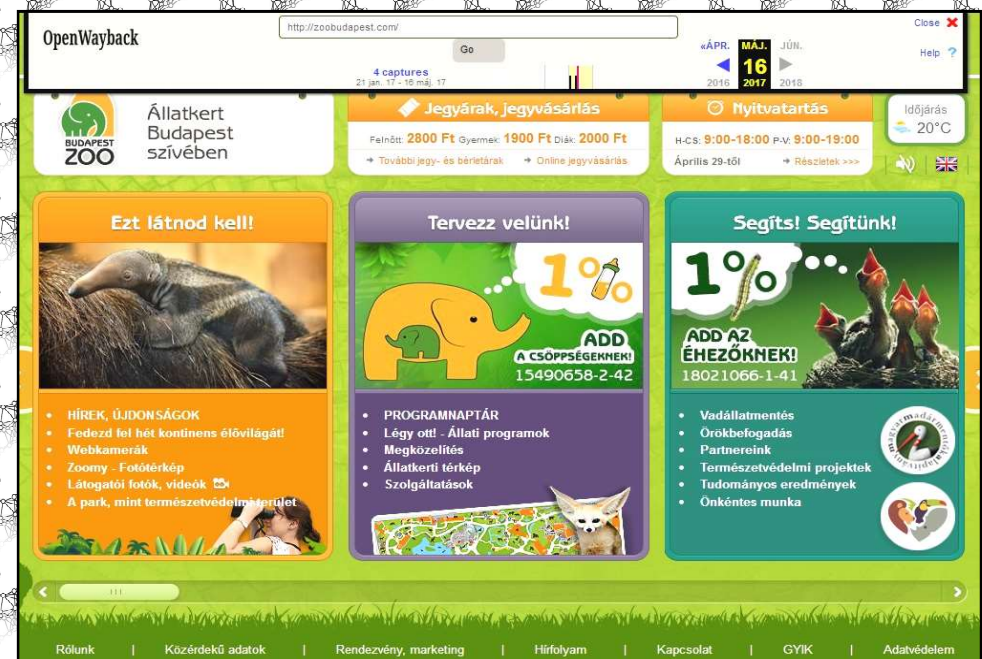 OpenWayback
http://zoobudapest.com/
Go
Close
Help ?
4 captures
21 jan. 17 - 16 máj. 17
«ÁPR. MÁJ. JÚN.
16
2016 2017 2018
BUDAPEST
ZOO
Állatkert
Budapest
szívében
Jegyárak, jegyvásárlás
Felnőtt: 2800 Ft Gyermek: 1900 Ft Diák: 2000 Ft
További jegy- és bérletárak
Online jegyvásárlás
Nyitvatartás
H-CS: 9:00-18:00 P-V: 9:00-19:00
Április 29-től
Részletek >>>
Időjárás
20°C
Ezt látnod kell!
HÍREK, ÚJDONSÁGOK
Fedezd fel hét kontinens élővilágát!
Webkamerák
Zoomy - Fotótérkép
Látogatói fotók, videók
A park, mint természetvédelmi terület
Tervezz velünk!
1%
ADD
A CSÖPPSÉGEKNEK!
15490658-2-42
PROGRAMNAPTÁR
Légy ott! - Állati programok
Megközelítés
Állatkerti térkép
Szolgáltatások
Segíts! Segítünk!
1%
ADD AZ
ÉHEZŐKNEK!
18021066-1-41
Vadállatmentés
Örökbefogadás
Partnereink
Természetvédelmi projektek
Tudományos eredmények
Önkéntes munka
magyarmadármentőkalapítvány
Rólunk | Közérdekű adatok | Rendezvény, marketing | Hírfolyam | Kapcsolat | GYIK | Adatvédelem